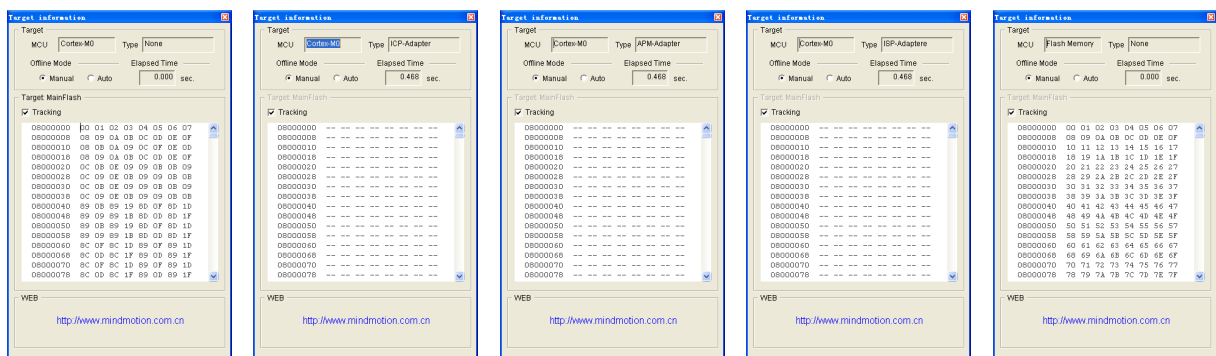 Target information
Target
MCU Cortex-M0 Type None
Offline Mode Elapsed Time
Manual Auto 0.000 sec.
Target: MainFlash
Tracking
08000000 00 01 02 03 04 05 06 07
08000008 08 09 0A 0B 0C 0D 0E 0F
08000010 08 0B 0A 09 0C 0F 0E 0D
08000018 08 09 0A 0B 0C 0D 0E 0F
08000020 0C 0B 0E 09 09 0B 0B 09
08000028 0C 09 0E 0B 09 09 0B 0B
08000030 0C 0B 0E 09 09 0B 0B 09
08000038 0C 09 0E 0B 09 09 0B 0B
08000040 89 0B 89 19 8D 0F 8D 1D
08000048 89 09 89 1B 8D 0D 8D 1F
08000050 89 0B 89 19 8D 0F 8D 1D
08000058 89 09 89 1B 8D 0D 8D 1F
08000060 8C 0F 8C 1D 89 0F 89 1D
08000068 8C 0D 8C 1F 89 0D 89 1F
08000070 8C 0F 8C 1D 89 0F 89 1D
08000078 8C 0D 8C 1F 89 0D 89 1F
WEB
http://www.mindmotion.com.cn
Target information
Target
MCU Cortex-M0 Type ICP-Adapter
Offline Mode Elapsed Time
Manual Auto 0.468 sec.
Target: MainFlash
Tracking
08000000 -- -- -- -- -- -- -- --
08000008 -- -- -- -- -- -- -- --
08000010 -- -- -- -- -- -- -- --
08000018 -- -- -- -- -- -- -- --
08000020 -- -- -- -- -- -- -- --
08000028 -- -- -- -- -- -- -- --
08000030 -- -- -- -- -- -- -- --
08000038 -- -- -- -- -- -- -- --
08000040 -- -- -- -- -- -- -- --
08000048 -- -- -- -- -- -- -- --
08000050 -- -- -- -- -- -- -- --
08000058 -- -- -- -- -- -- -- --
08000060 -- -- -- -- -- -- -- --
08000068 -- -- -- -- -- -- -- --
08000070 -- -- -- -- -- -- -- --
08000078 -- -- -- -- -- -- -- --
WEB
http://www.mindmotion.com.cn
Target information
Target
MCU Cortex-M0 Type APM-Adapter
Offline Mode Elapsed Time
Manual Auto 0.468 sec.
Target: MainFlash
Tracking
08000000 -- -- -- -- -- -- -- --
08000008 -- -- -- -- -- -- -- --
08000010 -- -- -- -- -- -- -- --
08000018 -- -- -- -- -- -- -- --
08000020 -- -- -- -- -- -- -- --
08000028 -- -- -- -- -- -- -- --
08000030 -- -- -- -- -- -- -- --
08000038 -- -- -- -- -- -- -- --
08000040 -- -- -- -- -- -- -- --
08000048 -- -- -- -- -- -- -- --
08000050 -- -- -- -- -- -- -- --
08000058 -- -- -- -- -- -- -- --
08000060 -- -- -- -- -- -- -- --
08000068 -- -- -- -- -- -- -- --
08000070 -- -- -- -- -- -- -- --
08000078 -- -- -- -- -- -- -- --
WEB
http://www.mindmotion.com.cn
Target information
Target
MCU Cortex-M0 Type ISP-Adaptere
Offline Mode Elapsed Time
Manual Auto 0.468 sec.
Target: MainFlash
Tracking
08000000 -- -- -- -- -- -- -- --
08000008 -- -- -- -- -- -- -- --
08000010 -- -- -- -- -- -- -- --
08000018 -- -- -- -- -- -- -- --
08000020 -- -- -- -- -- -- -- --
08000028 -- -- -- -- -- -- -- --
08000030 -- -- -- -- -- -- -- --
08000038 -- -- -- -- -- -- -- --
08000040 -- -- -- -- -- -- -- --
08000048 -- -- -- -- -- -- -- --
08000050 -- -- -- -- -- -- -- --
08000058 -- -- -- -- -- -- -- --
08000060 -- -- -- -- -- -- -- --
08000068 -- -- -- -- -- -- -- --
08000070 -- -- -- -- -- -- -- --
08000078 -- -- -- -- -- -- -- --
WEB
http://www.mindmotion.com.cn
Target information
Target
MCU Flash Memory Type None
Offline Mode Elapsed Time
Manual Auto 0.000 sec.
Target: MainFlash
Tracking
08000000 00 01 02 03 04 05 06 07
08000008 08 09 0A 0B 0C 0D 0E 0F
08000010 10 11 12 13 14 15 16 17
08000018 18 19 1A 1B 1C 1D 1E 1F
08000020 20 21 22 23 24 25 26 27
08000028 28 29 2A 2B 2C 2D 2E 2F
08000030 30 31 32 33 34 35 36 37
08000038 38 39 3A 3B 3C 3D 3E 3F
08000040 40 41 42 43 44 45 46 47
08000048 48 49 4A 4B 4C 4D 4E 4F
08000050 50 51 52 53 54 55 56 57
08000058 58 59 5A 5B 5C 5D 5E 5F
08000060 60 61 62 63 64 65 66 67
08000068 68 69 6A 6B 6C 6D 6E 6F
08000070 70 71 72 73 74 75 76 77
08000078 78 79 7A 7B 7C 7D 7E 7F
WEB
http://www.mindmotion.com.cn